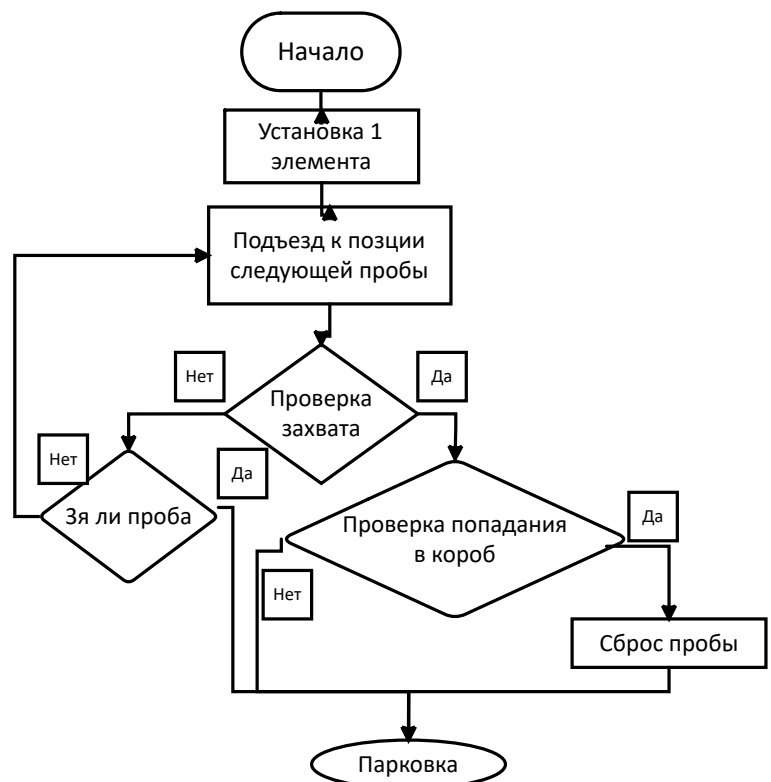 Начало
Установка 1
элемента
Подъезд к позции
следующей пробы
Нет
Да
Проверка
захвата
Нет
Да
Зя ли проба
Проверка попадания
в короб
Да
Нет
Сброс пробы
Парковка